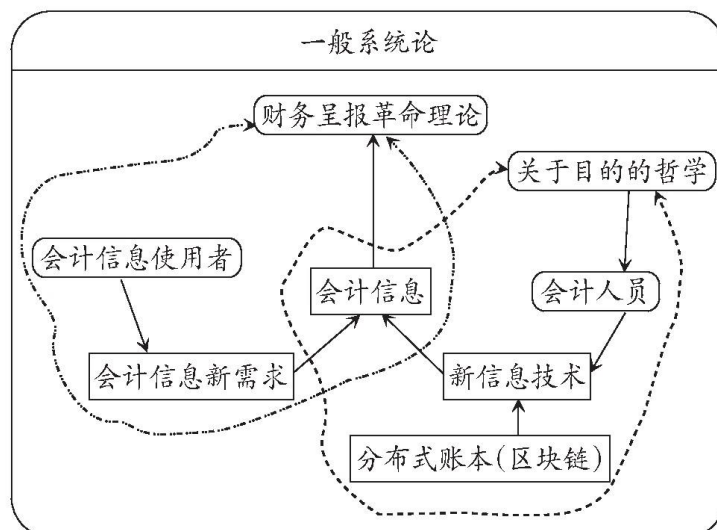 一般系统论
财务呈报革命理论
关于目的的哲学
会计信息使用者
会计信息
会计人员
会计信息新需求
新信息技术
分布式账本(区块链)